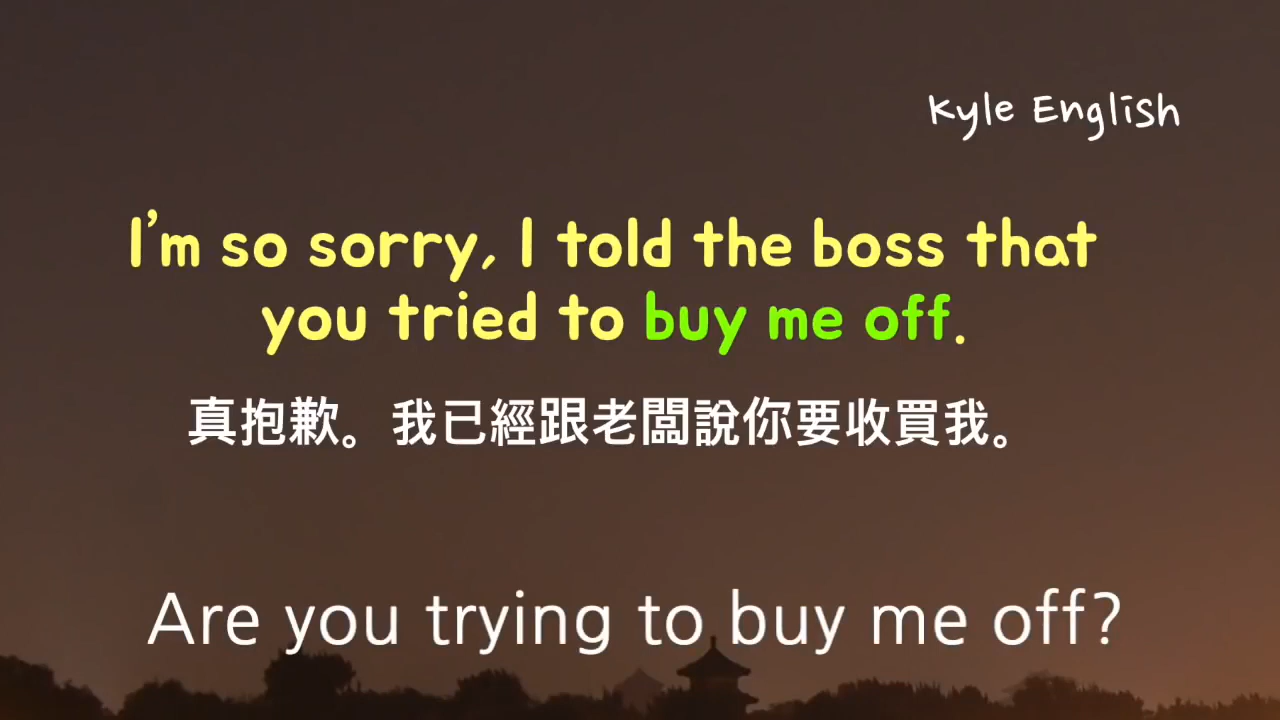 Kyle English
I'm so sorry, I told the boss that
you tried to buy me off.
真抱歉。我已經跟老闆說你要收買我。
Are you trying to buy me off?